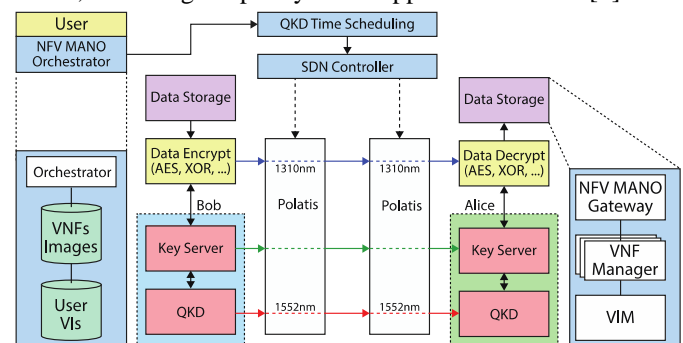 User
NFV MANO
Orchestrator
QKD Time Scheduling
SDN Controller
Data Storage
Data Storage
Data Encrypt
(AES, XOR, ...)
1310nm
Polatis
1310nm
Polatis
Data Decrypt
(AES, XOR, ...)
Orchestrator
VNFs
Images
User
VIs
Bob
Key Server
QKD
1552nm
1552nm
Alice
Key Server
QKD
NFV MANO
Gateway
VNF
Manager
VIM